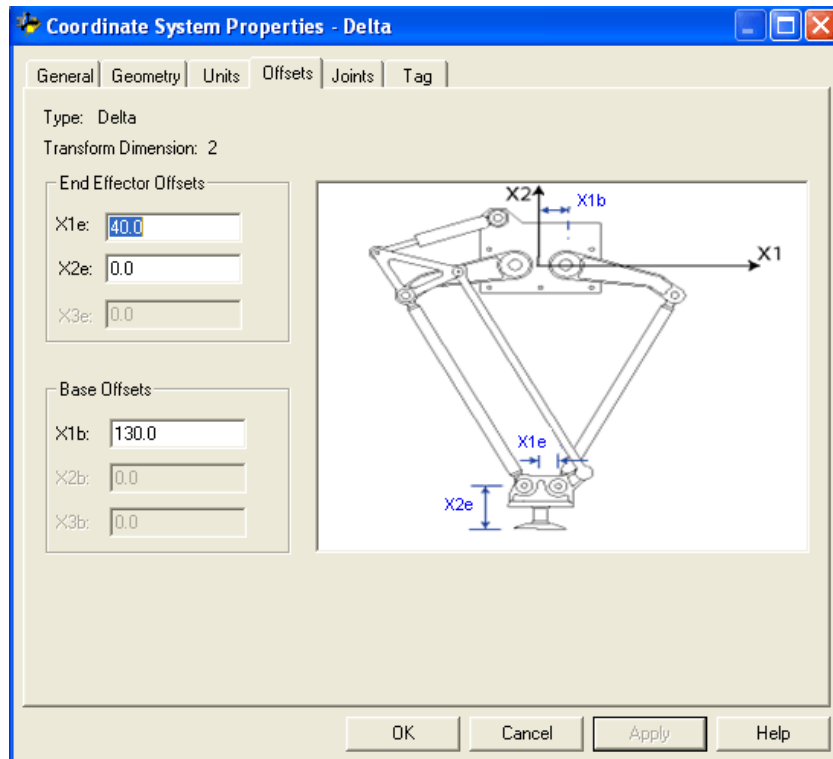 Coordinate System Properties - Delta
General Geometry Units Offsets Joints Tag
Type: Delta
Transform Dimension: 2
End Effector Offsets
X1e: 40.0
X2e: 0.0
X3e: 0.0
Base Offsets
X1b: 130.0
X2b: 0.0
X3b: 0.0
X2
X1b
X1
X1e
X2e
OK Cancel Apply Help